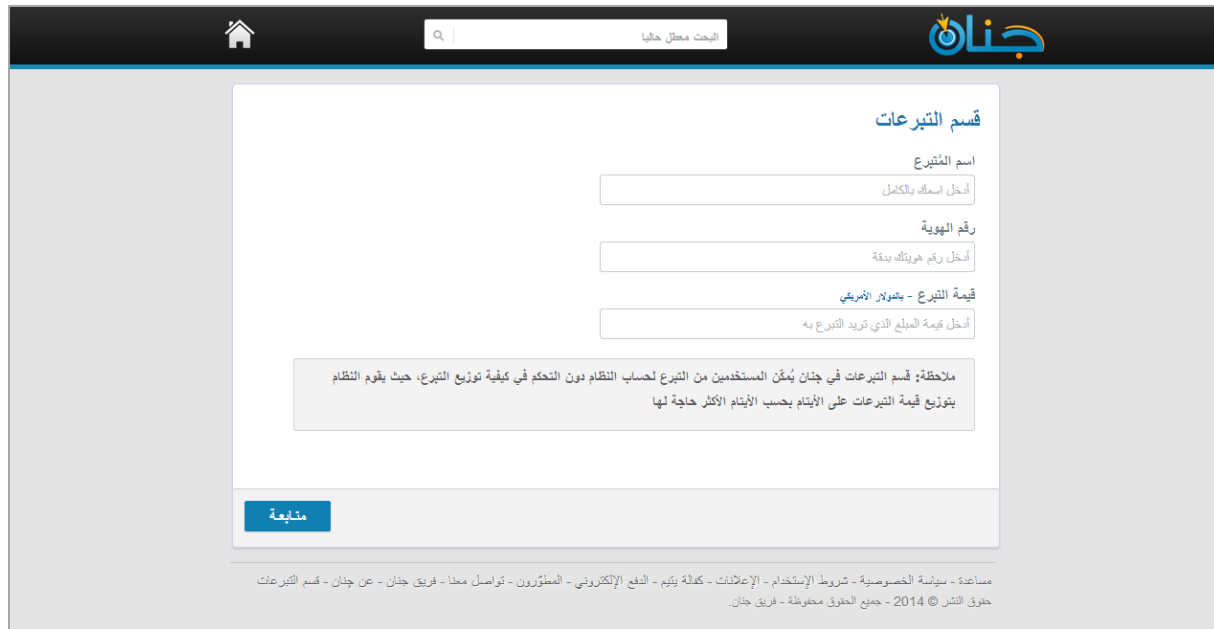 جنان
البحث معطل حاليا
قسم التبرعات
اسم المُتبرع
أدخل اسمك بالكامل
رقم الهوية
أدخل رقم هويتك بدقة
قيمة التبرع - بالدولار الأمريكي
أدخل قيمة المبلغ الذي تريد التبرع به
ملاحظة: قسم التبرعات في جنان يُمكّن المستخدمين من التبرع لحساب النظام دون التحكم في كيفية توزيع التبرع، حيث يقوم النظام
بتوزيع قيمة التبرعات على الأيتام بحسب الأيتام الأكثر حاجة لها
متابعة
مساعدة - سياسة الخصوصية - شروط الإستخدام - الإعلانات - كفالة يتيم - الدفع الإلكتروني - المطوّرون - تواصل معنا - فريق جنان - عن جنان - قسم التبرعات
حقوق النشر © 2014 - جميع الحقوق محفوظة - فريق جنان.